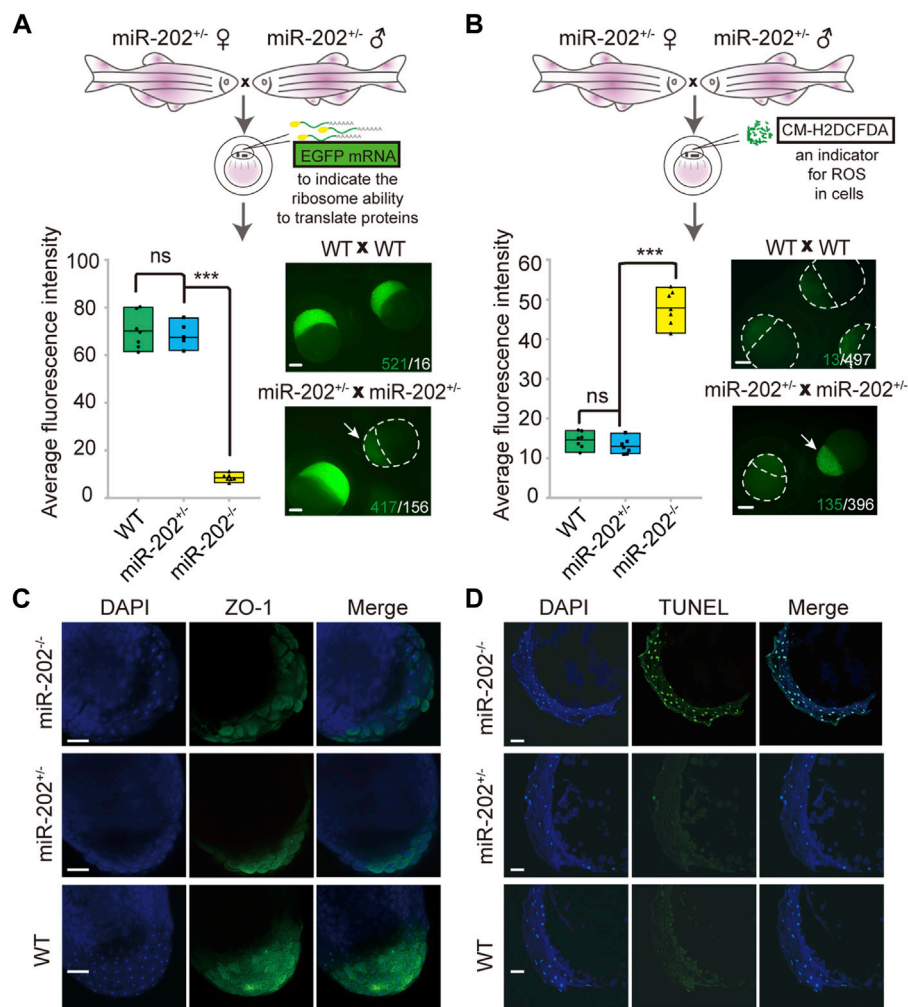 A
miR-202+/- ♀ miR-202+/- ♂
x
AAAAAA
AAAAAA
AAAAAA
EGFP mRNA
to indicate the
ribosome ability
to translate proteins
Average fluorescence intensity
100
80
60
40
20
0
ns
***
WT
miR-202+/-
miR-202-/-
WT x WT
521/16
miR-202+/- x miR-202+/-
417/156
B
miR-202+/- ♀ miR-202+/- ♂
x
CM-H2DCFDA
an indicator
for ROS
in cells
Average fluorescence intensity
60
50
40
30
20
10
0
ns
***
WT
miR-202+/-
miR-202-/-
WT x WT
13/497
miR-202+/- x miR-202+/-
135/396
C
DAPI ZO-1 Merge
miR-202-/-
miR-202+/-
WT
D
DAPI TUNEL Merge
miR-202-/-
miR-202+/-
WT